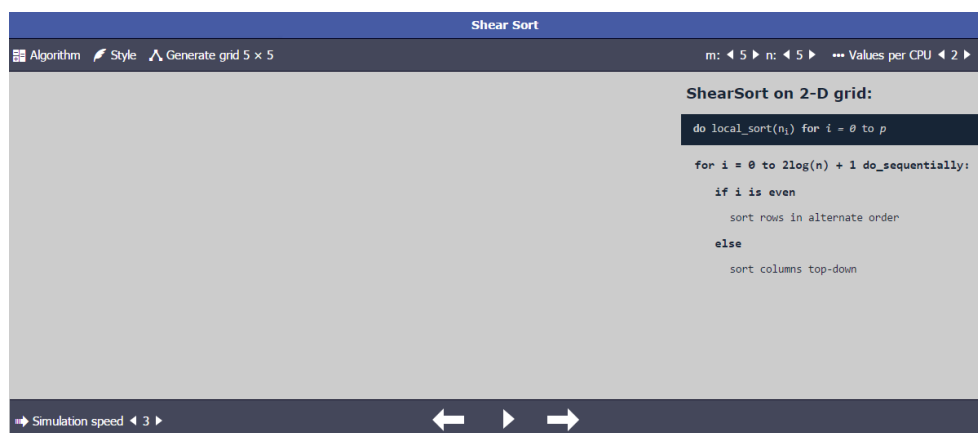 Shear Sort
Algorithm Style Generate grid 5 × 5 m: 5 n: 5 Values per CPU 2
ShearSort on 2-D grid:
do local_sort(nᵢ) for i = 0 to p
for i = 0 to 2log(n) + 1 do_sequentially:
if i is even
sort rows in alternate order
else
sort columns top-down
Simulation speed 3